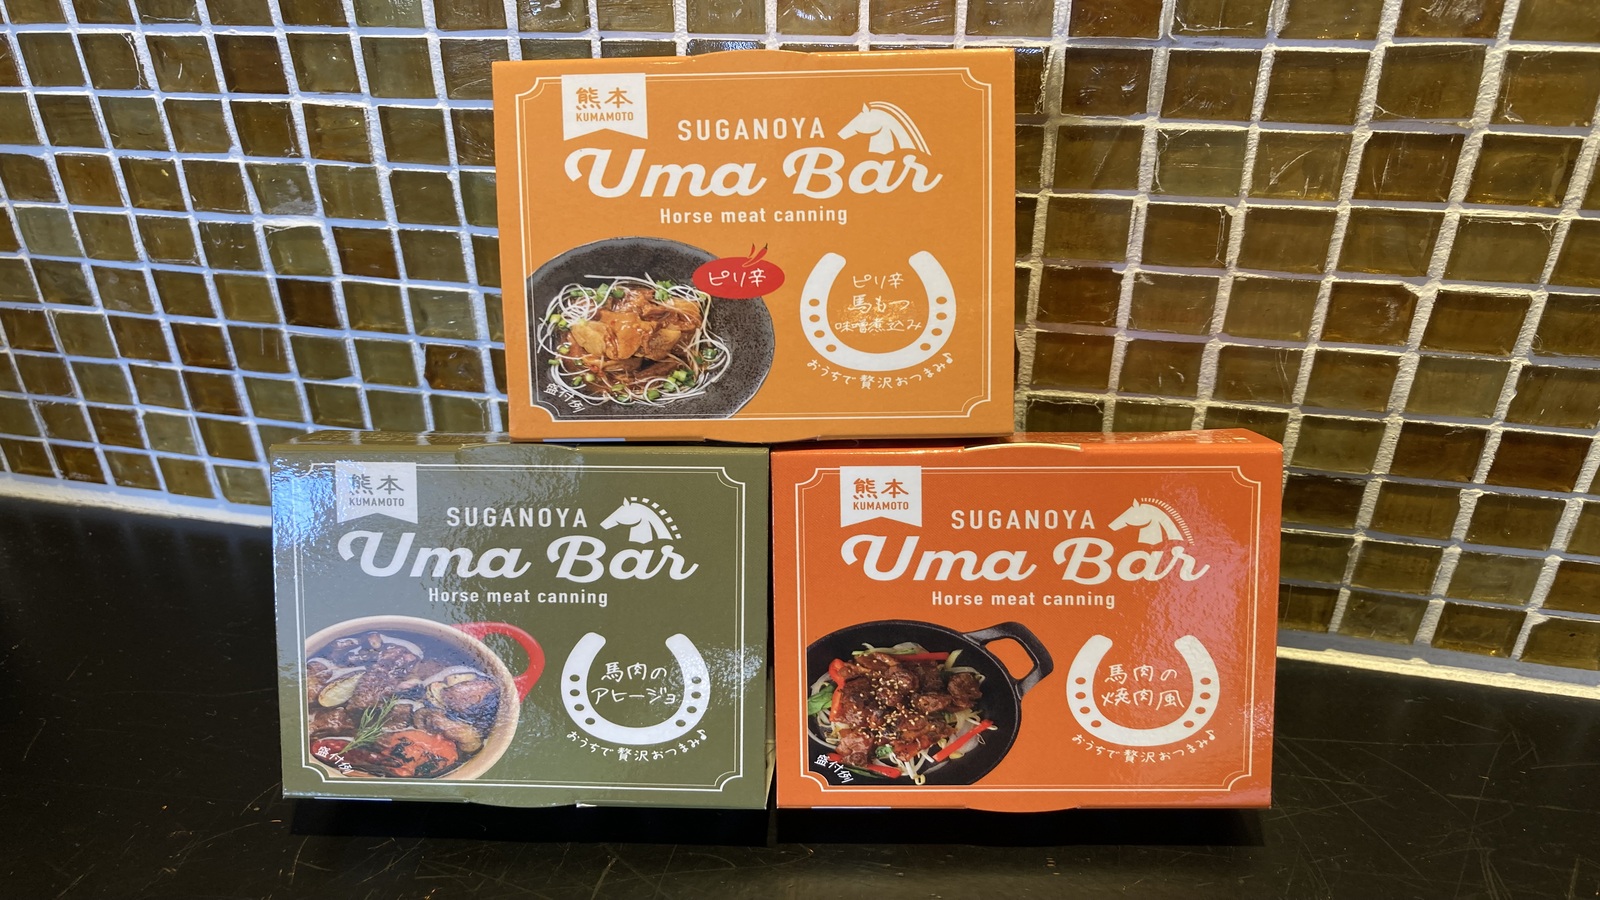 熊本
KUMAMOTO
SUGANOYA
Uma Bar
Horse meat canning
ピリ辛
ピリ辛
馬もつ
味噌煮込み
おうちで贅沢おつまみ♪
盛付例
熊本
KUMAMOTO
SUGANOYA
Uma Bar
Horse meat canning
馬肉の
アヒージョ
おうちで贅沢おつまみ♪
盛付例
熊本
KUMAMOTO
SUGANOYA
Uma Bar
Horse meat canning
馬肉の
焼肉風
おうちで贅沢おつまみ♪
盛付例